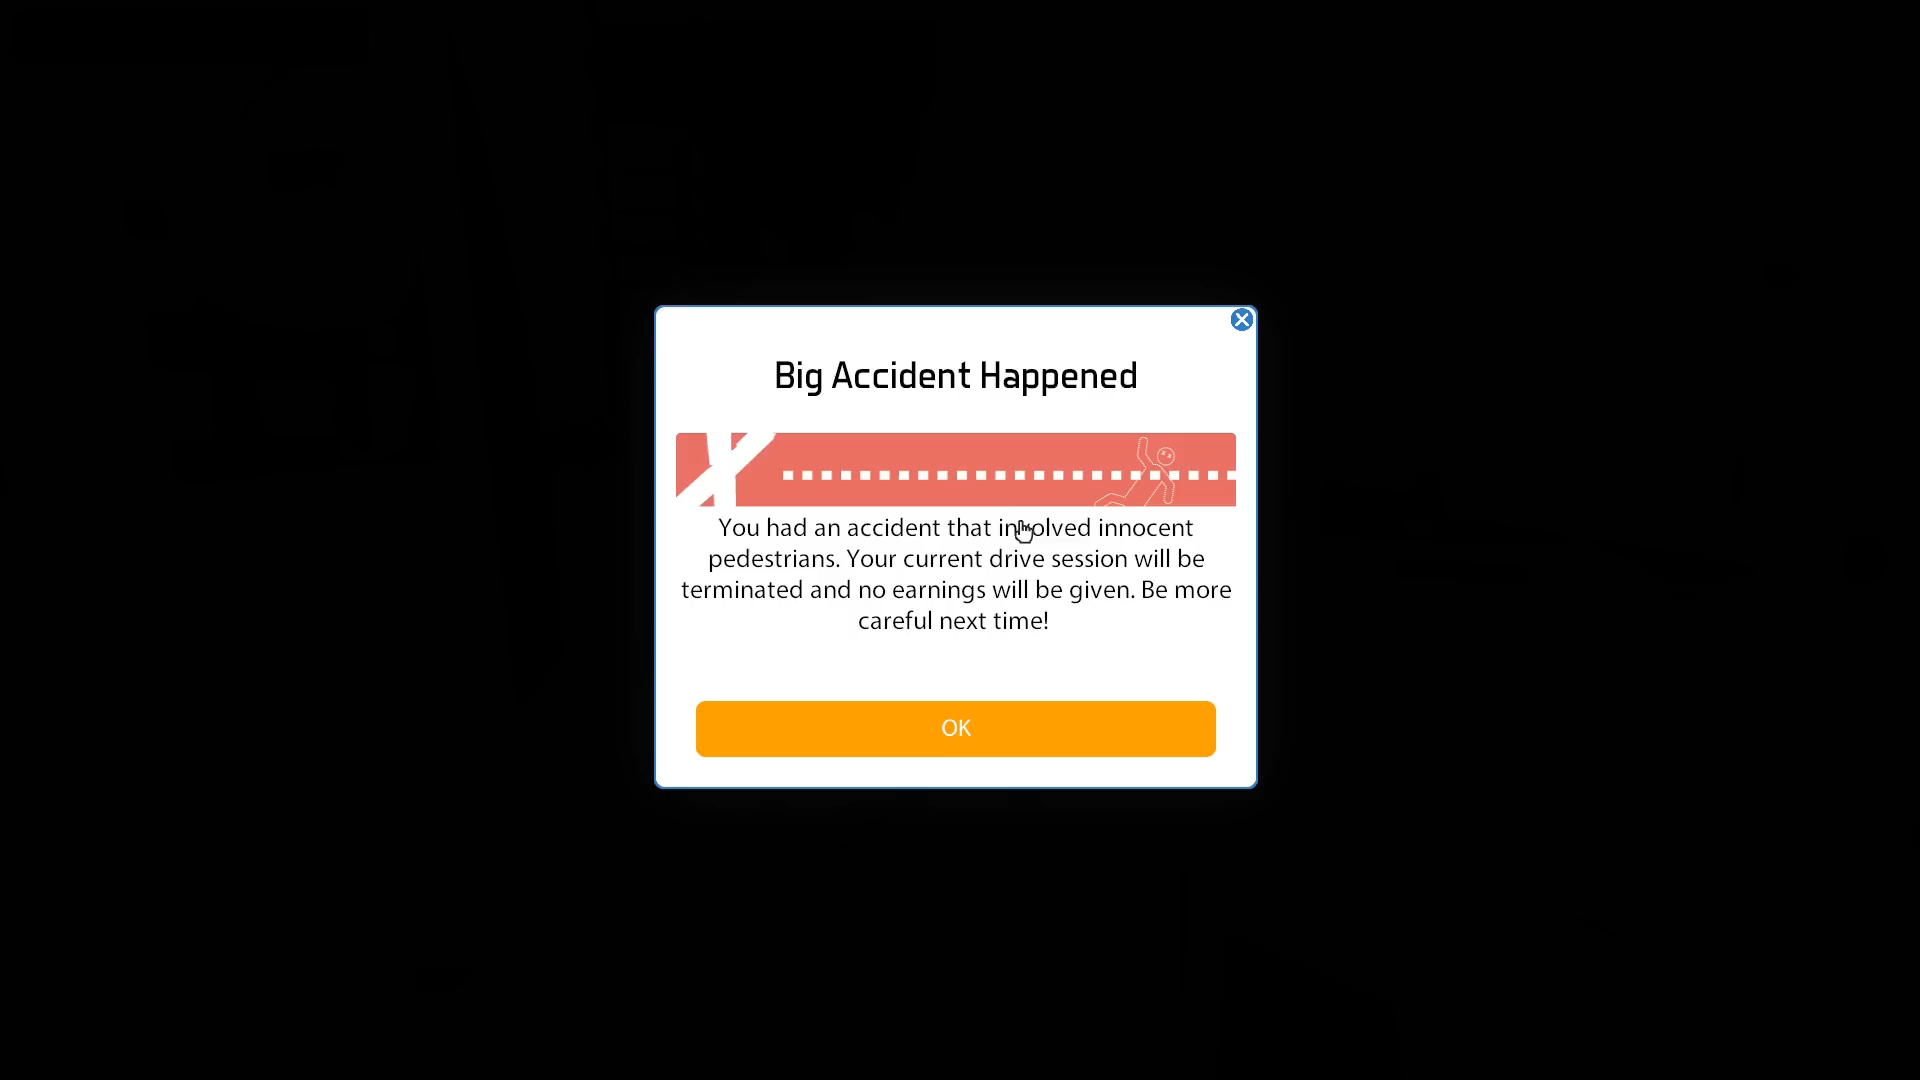 Big Accident Happened
You had an accident that involved innocent
pedestrians. Your current drive session will be
terminated and no earnings will be given. Be more
careful next time!
OK